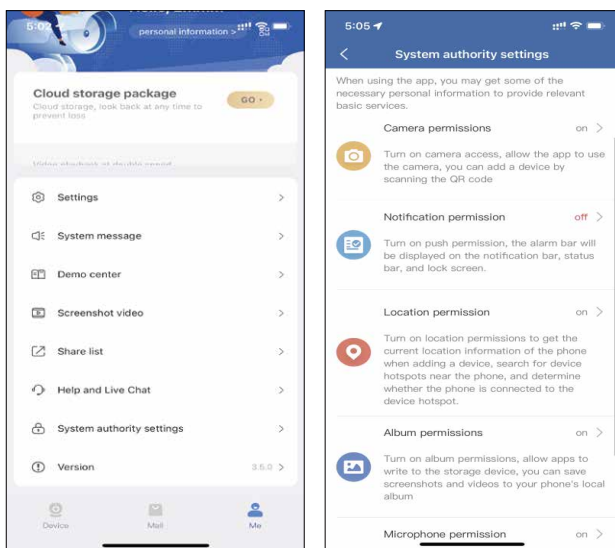 5:02
personal information >
Cloud storage package
Cloud storage, look back at any time to
prevent loss
GO
Video playback at double speed
Settings
System message
Demo center
Screenshot video
Share list
Help and Live Chat
System authority settings
Version 3.5.0
Device Mall Me
5:05
System authority settings
When using the app, you may get some of the
necessary personal information to provide relevant
basic services.
Camera permissions on
Turn on camera access, allow the app to use
the camera, you can add a device by
scanning the QR code
Notification permission off
Turn on push permission, the alarm bar will
be displayed on the notification bar, status
bar, and lock screen.
Location permission on
Turn on location permissions to get the
current location information of the phone
when adding a device, search for device
hotspots near the phone, and determine
whether the phone is connected to the
device hotspot.
Album permissions on
Turn on album permissions, allow apps to
write to the storage device, you can save
screenshots and videos to your phone's local
album
Microphone permission on